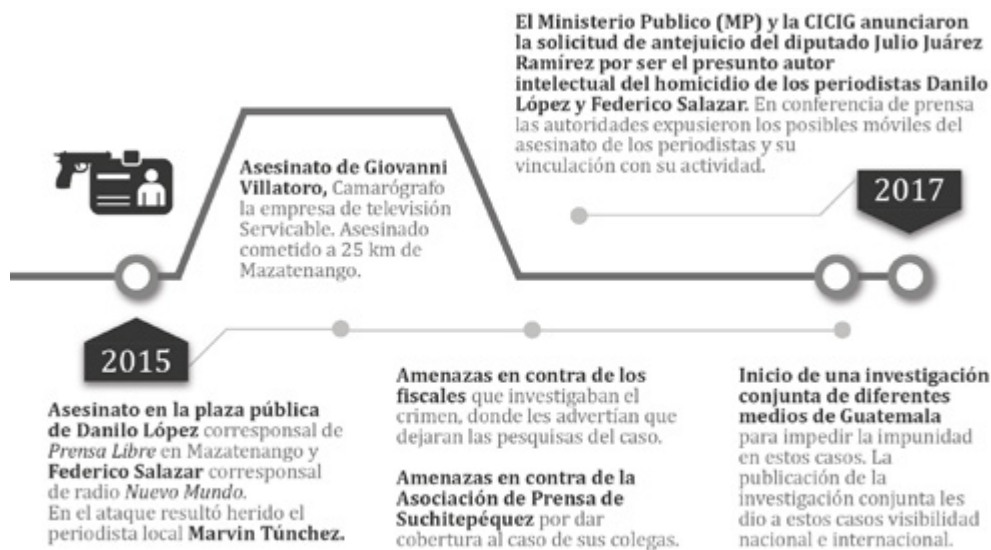 El Ministerio Publico (MP) y la CICIG anunciaron
la solicitud de antejuicio del diputado Julio Juárez
Ramírez por ser el presunto autor
intelectual del homicidio de los periodistas Danilo
López y Federico Salazar. En conferencia de prensa
las autoridades expusieron los posibles móviles del
asesinato de los periodistas y su
vinculación con su actividad.
2017
Asesinato de Giovanni
Villatoro, Camarógrafo
la empresa de televisión
Servicable. Asesinado
cometido a 25 km de
Mazatenango.
2015
Asesinato en la plaza pública
de Danilo López corresponsal de
Prensa Libre en Mazatenango y
Federico Salazar corresponsal
de radio Nuevo Mundo.
En el ataque resultó herido el
periodista local Marvin Túnchez.
Amenazas en contra de los
fiscales que investigaban el
crimen, donde les advertían que
dejaran las pesquisas del caso.
Amenazas en contra de la
Asociación de Prensa de
Suchitepéquez por dar
cobertura al caso de sus colegas.
Inicio de una investigación
conjunta de diferentes
medios de Guatemala
para impedir la impunidad
en estos casos. La
publicación de la
investigación conjunta les
dio a estos casos visibilidad
nacional e internacional.